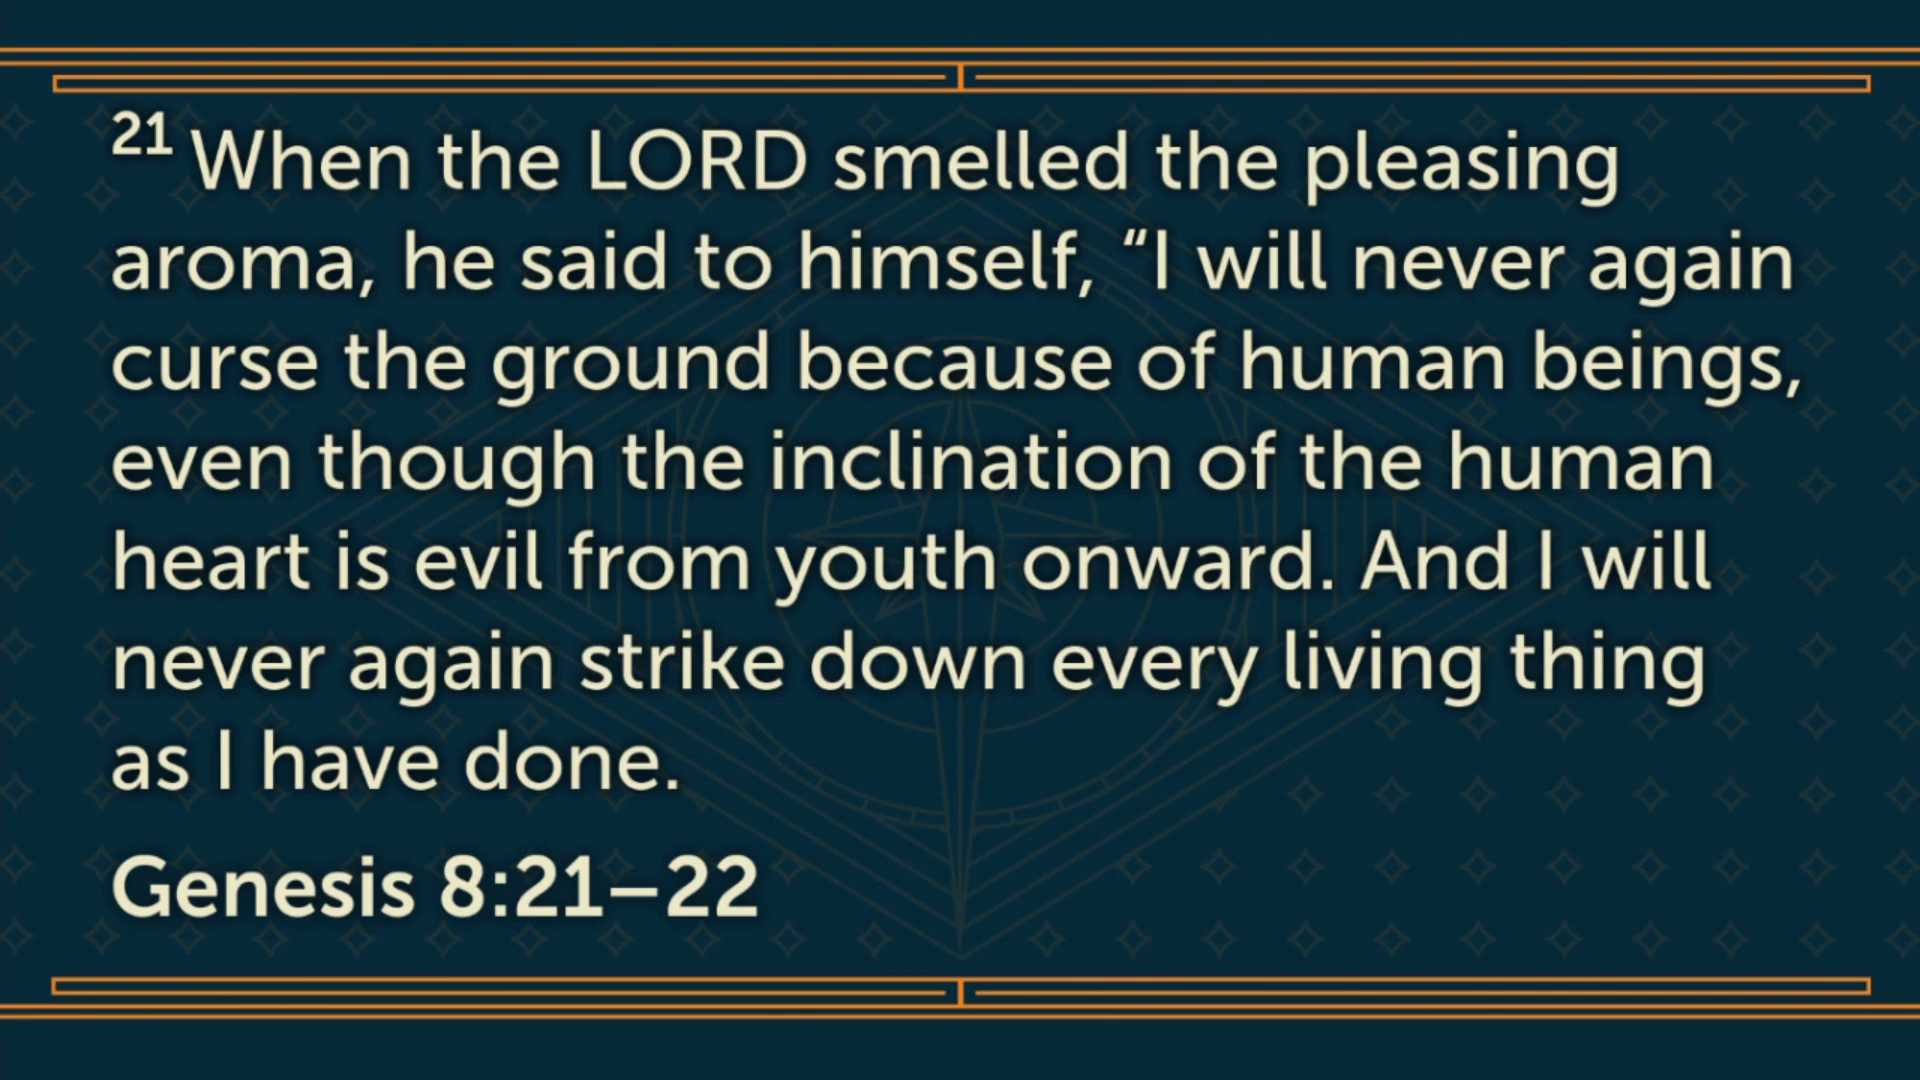 21 When the LORD smelled the pleasing
aroma, he said to himself, “I will never again
curse the ground because of human beings,
even though the inclination of the human
heart is evil from youth onward. And I will
never again strike down every living thing
as I have done.
Genesis 8:21–22